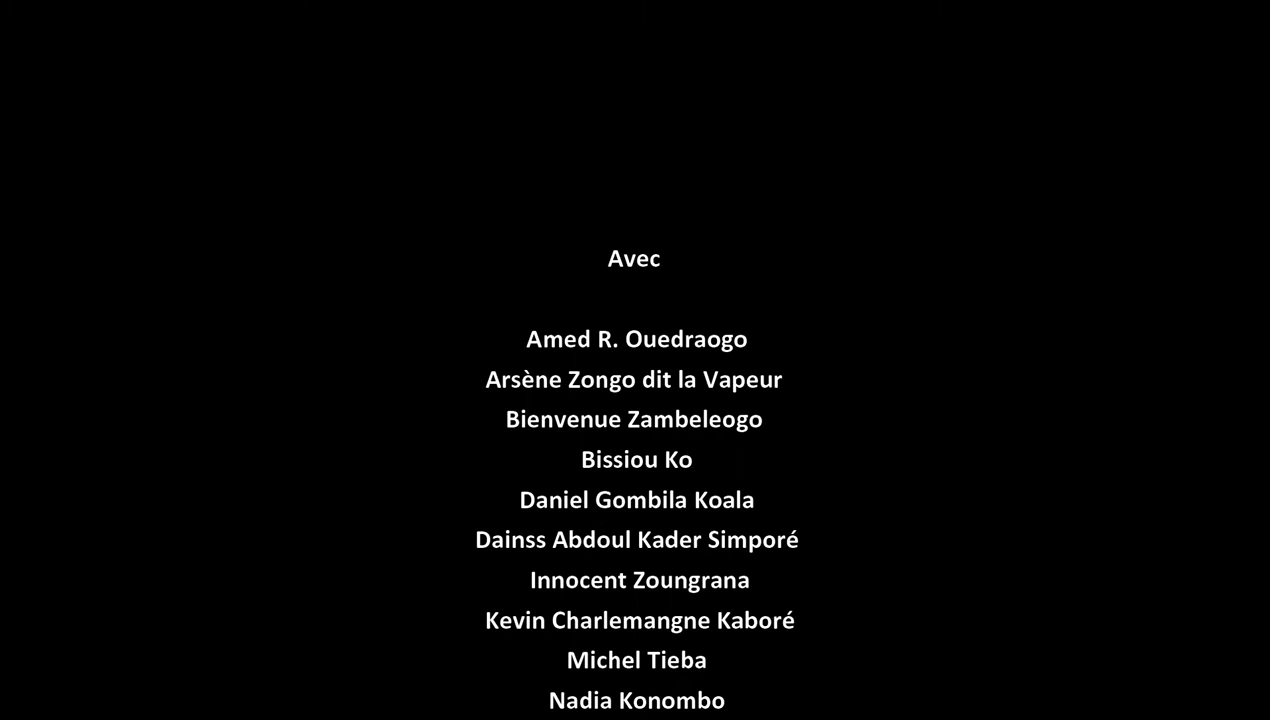 Avec
Amed R. Ouedraogo
Arsène Zongo dit la Vapeur
Bienvenue Zambeleogo
Bissiou Ko
Daniel Gombila Koala
Dainss Abdoul Kader Simporé
Innocent Zoungrana
Kevin Charlemangne Kaboré
Michel Tieba
Nadia Konombo